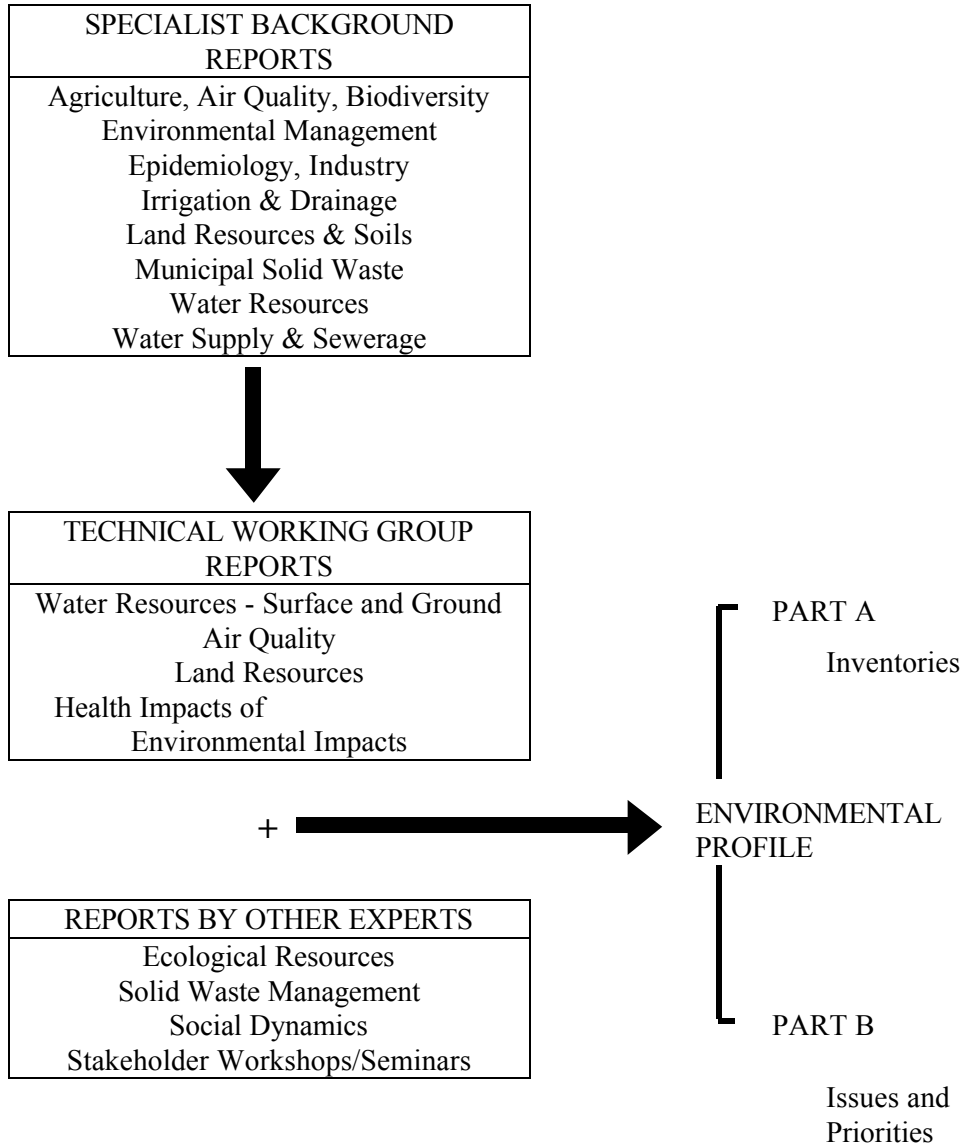 SPECIALIST BACKGROUND
REPORTS
Agriculture, Air Quality, Biodiversity
Environmental Management
Epidemiology, Industry
Irrigation & Drainage
Land Resources & Soils
Municipal Solid Waste
Water Resources
Water Supply & Sewerage
TECHNICAL WORKING GROUP
REPORTS
Water Resources - Surface and Ground
Air Quality
Land Resources
Health Impacts of
Environmental Impacts
+
REPORTS BY OTHER EXPERTS
Ecological Resources
Solid Waste Management
Social Dynamics
Stakeholder Workshops/Seminars
PART A
Inventories
ENVIRONMENTAL
PROFILE
PART B
Issues and
Priorities